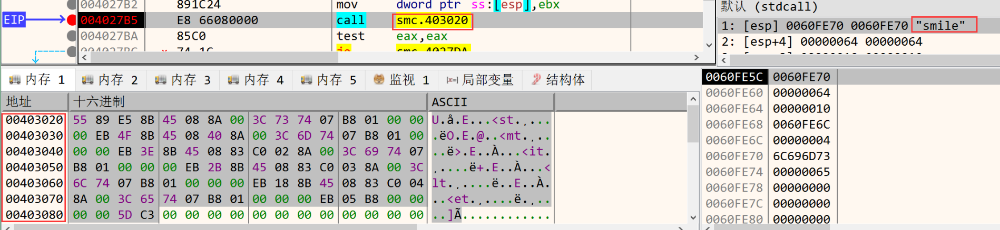 004027B2 891C24 mov dword ptr ss:[esp],ebx
EIP 004027B5 E8 66080000 call smc.403020
004027BA 85C0 test eax,eax
74 1C je smc.4027DA
默认 (stdcall)
1: [esp] 0060FE70 0060FE70 "smile"
2: [esp+4] 00000064 00000064
内存 1 内存 2 内存 3 内存 4 内存 5 监视 1 |x=| 局部变量 结构体
地址 十六进制 ASCII
00403020 55 89 E5 8B 45 08 8A 00 3C 73 74 07 B8 01 00 00 U.å.E...<st.¸...
00403030 00 EB 4F 8B 45 08 40 8A 00 3C 6D 74 07 B8 01 00 .ëO.E.@..<mt.¸..
00403040 00 00 EB 3E 8B 45 08 83 C0 02 8A 00 3C 69 74 07 ..ë>.E..À...<it.
00403050 B8 01 00 00 00 EB 2B 8B 45 08 83 C0 03 8A 00 3C ¸....ë+.E..À...<
00403060 6C 74 07 B8 01 00 00 00 EB 18 8B 45 08 83 C0 04 lt.¸....ë..E..À.
00403070 8A 00 3C 65 74 07 B8 01 00 00 00 EB 05 B8 00 00 ..<et.¸....ë.¸..
00403080 00 00 5D C3 00 00 00 00 00 00 00 00 00 00 00 00 ..]Ã............
0060FE5C 0060FE70
0060FE60 00000064
0060FE64 00000010
0060FE68 0060FE6C
0060FE6C 00000004
0060FE70 6C696D73
0060FE74 00000065
0060FE78 00000000
0060FE7C 00000000
0060FE80 00000000